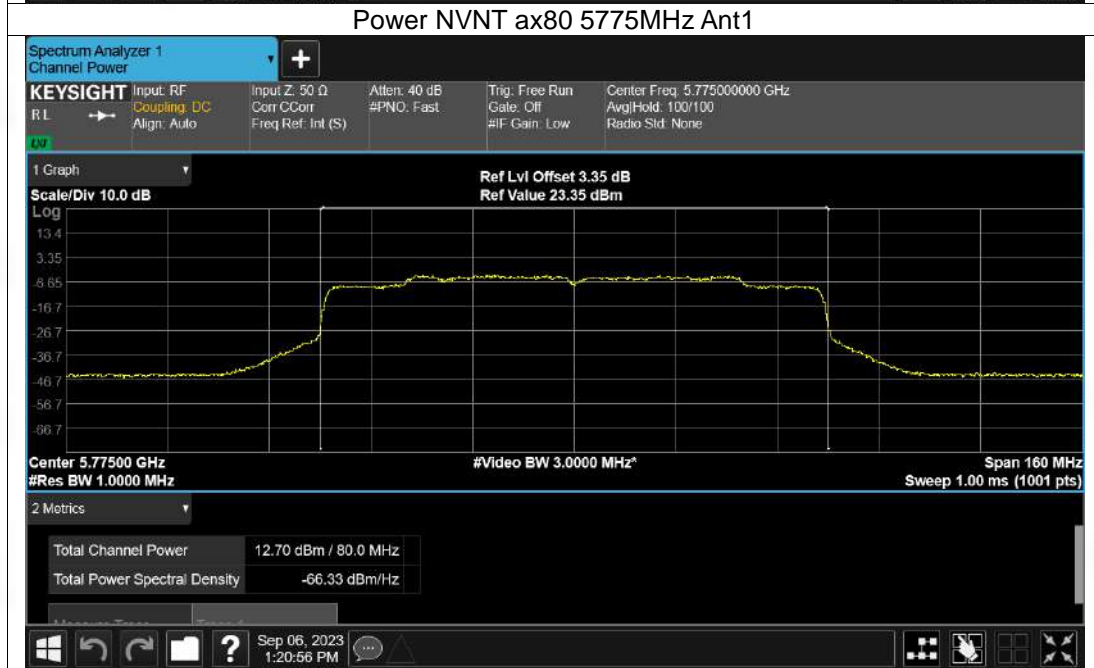 Power NVNT ax80 5775MHz Ant1
Spectrum Analyzer 1
Channel Power
+
KEYSIGHT Input: RF Input Z: 50 Ω Atten: 40 dB Trig: Free Run Center Freq: 5.775000000 GHz
RL Coupling: DC Corr CCorr #PNO: Fast Gate: Off Avg|Hold: 100/100
Align: Auto Freq Ref: Int (S) #IF Gain: Low Radio Std: None
LXI
1 Graph
Ref Lvl Offset 3.35 dB
Scale/Div 10.0 dB Ref Value 23.35 dBm
Log
13.4
3.35
-6.65
-16.7
-26.7
-36.7
-46.7
-56.7
-66.7
Center 5.77500 GHz #Video BW 3.0000 MHz* Span 160 MHz
#Res BW 1.0000 MHz Sweep 1.00 ms (1001 pts)
2 Metrics
Total Channel Power 12.70 dBm / 80.0 MHz
Total Power Spectral Density -66.33 dBm/Hz
? Sep 06, 2023
1:20:56 PM